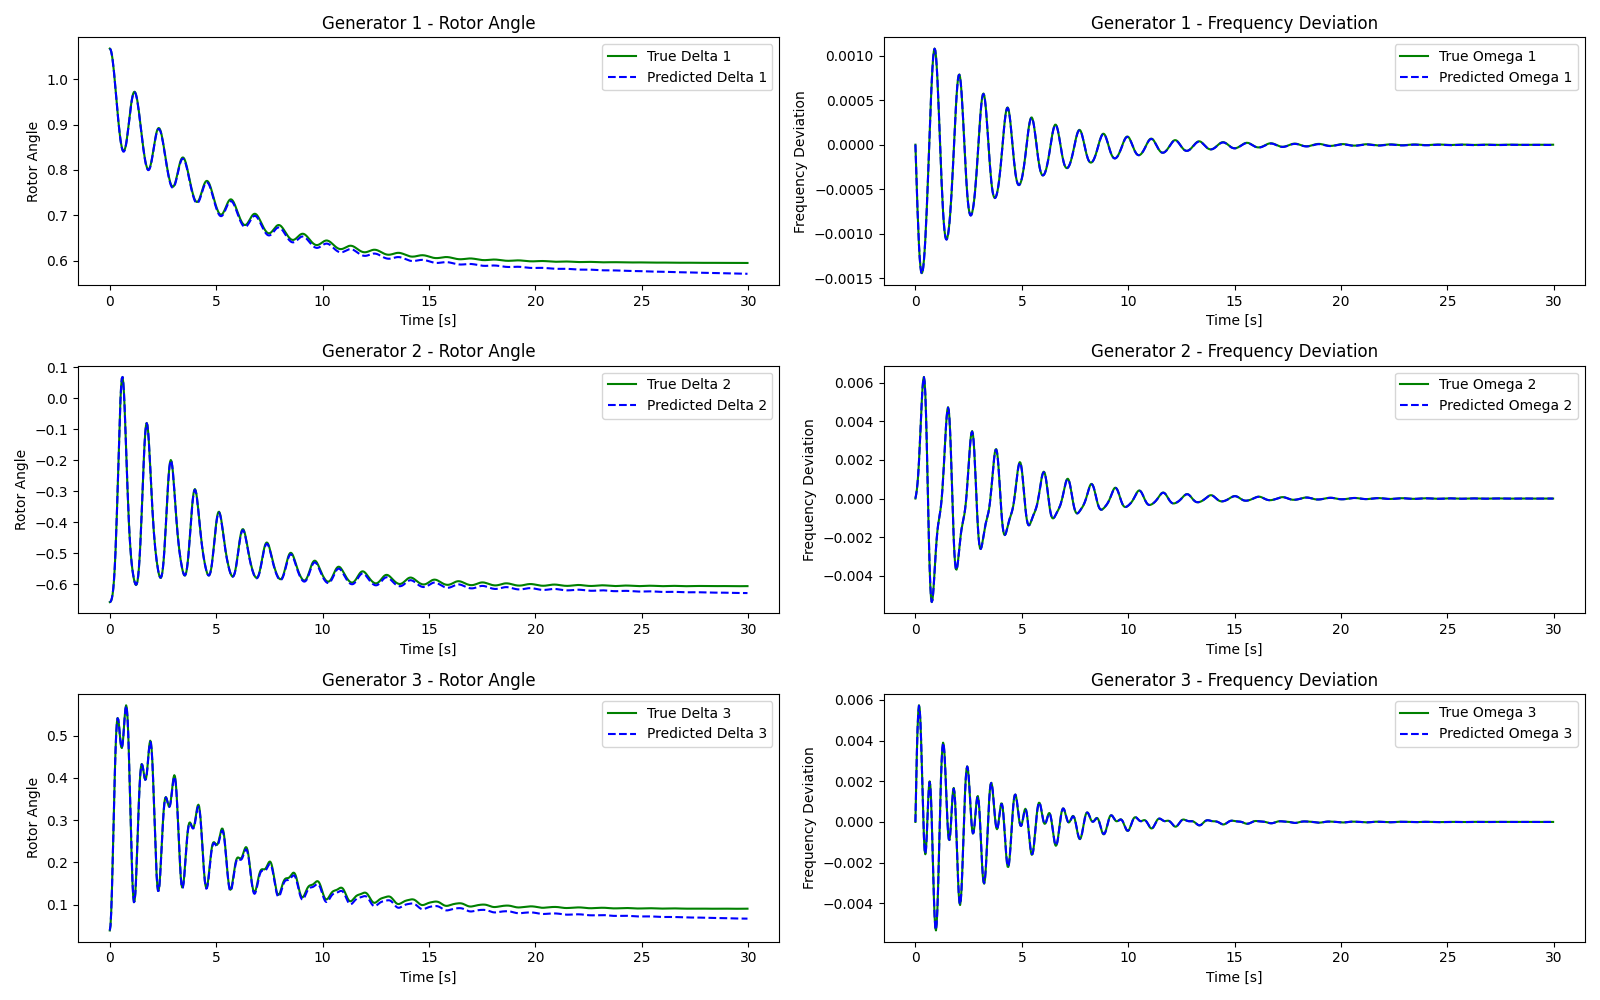 Generator 1 - Rotor Angle
Rotor Angle
1.0
0.9
0.8
0.7
0.6
True Delta 1
Predicted Delta 1
0 5 10 15 20 25 30
Time [s]
Generator 1 - Frequency Deviation
Frequency Deviation
0.0010
0.0005
0.0000
−0.0005
−0.0010
−0.0015
True Omega 1
Predicted Omega 1
0 5 10 15 20 25 30
Time [s]
Generator 2 - Rotor Angle
Rotor Angle
0.1
0.0
−0.1
−0.2
−0.3
−0.4
−0.5
−0.6
True Delta 2
Predicted Delta 2
0 5 10 15 20 25 30
Time [s]
Generator 2 - Frequency Deviation
Frequency Deviation
0.006
0.004
0.002
0.000
−0.002
−0.004
True Omega 2
Predicted Omega 2
0 5 10 15 20 25 30
Time [s]
Generator 3 - Rotor Angle
Rotor Angle
0.5
0.4
0.3
0.2
0.1
True Delta 3
Predicted Delta 3
0 5 10 15 20 25 30
Time [s]
Generator 3 - Frequency Deviation
Frequency Deviation
0.006
0.004
0.002
0.000
−0.002
−0.004
True Omega 3
Predicted Omega 3
0 5 10 15 20 25 30
Time [s]